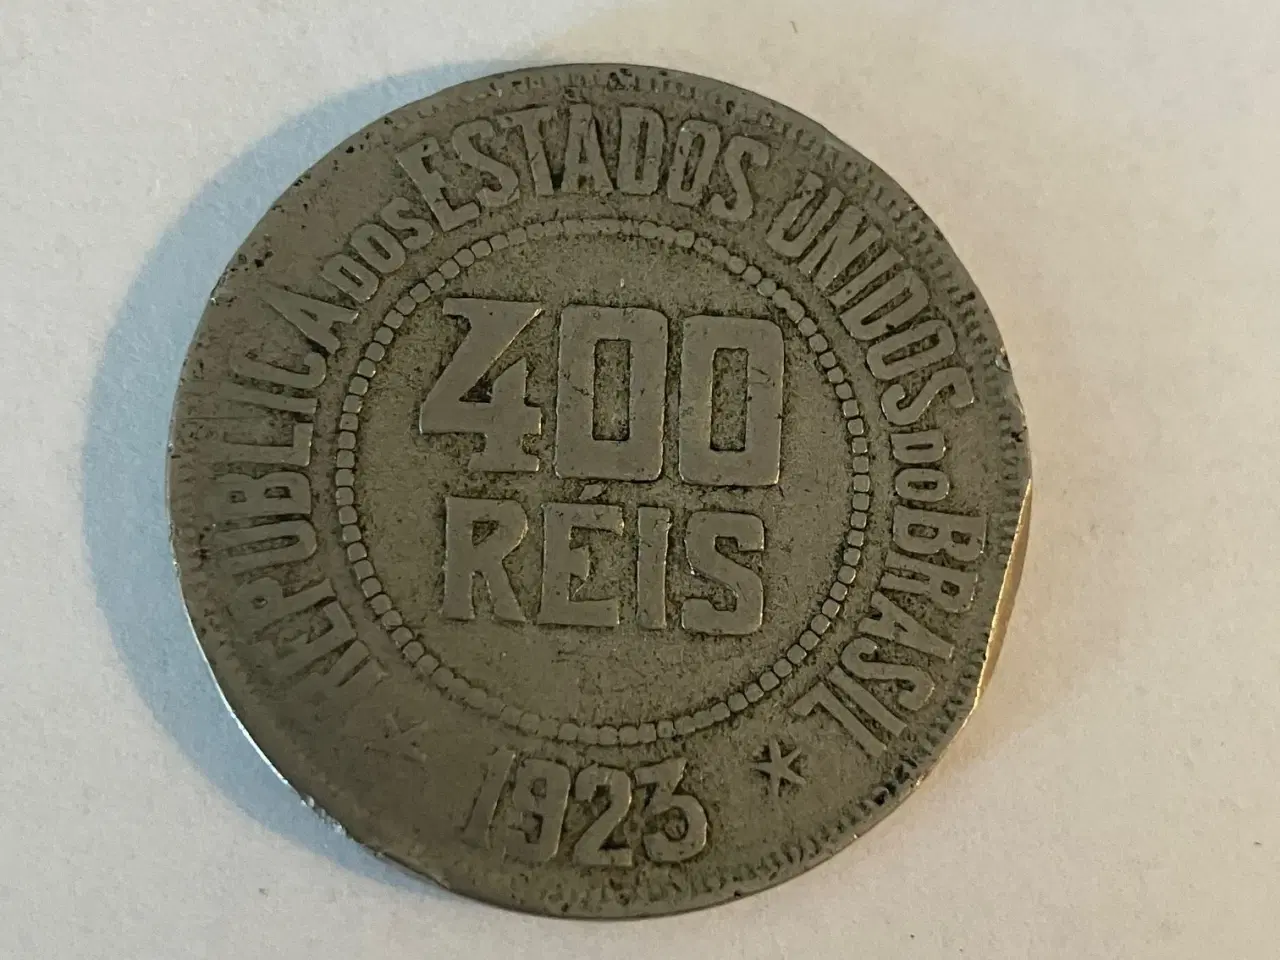 REPUBLICA DOS ESTADOS UNIDOS DO BRASIL
400
RÉIS
1923